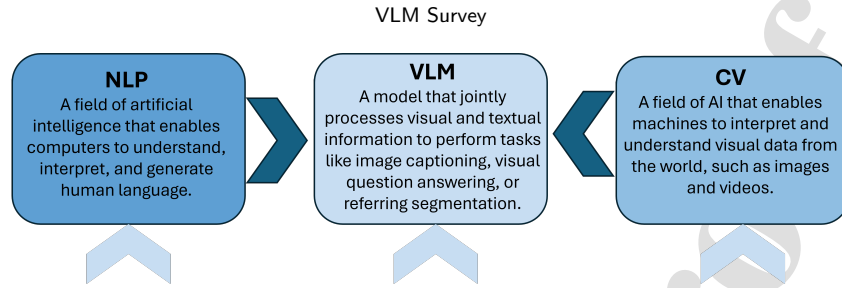 VLM Survey
NLP
A field of artificial
intelligence that enables
computers to understand,
interpret, and generate
human language.
VLM
A model that jointly
processes visual and textual
information to perform tasks
like image captioning, visual
question answering, or
referring segmentation.
CV
A field of AI that enables
machines to interpret and
understand visual data from
the world, such as images
and videos.